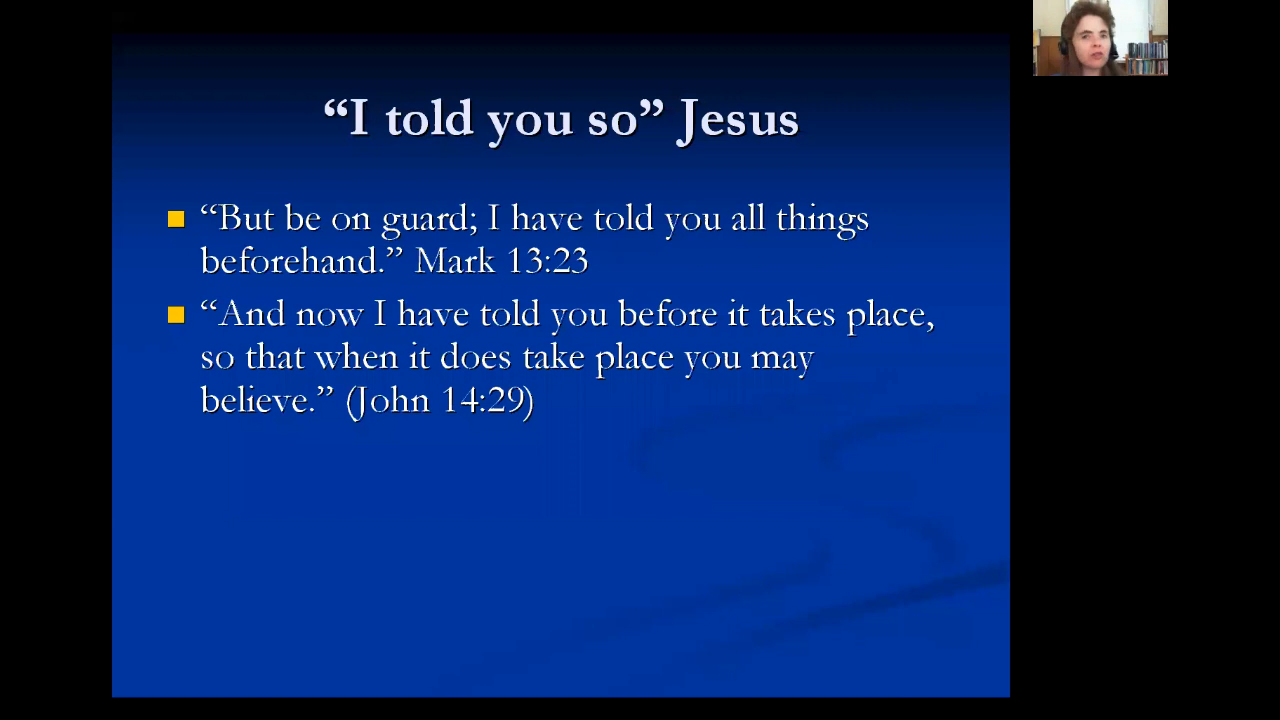 “I told you so” Jesus
“But be on guard; I have told you all things
beforehand.” Mark 13:23
“And now I have told you before it takes place,
so that when it does take place you may
believe.” (John 14:29)